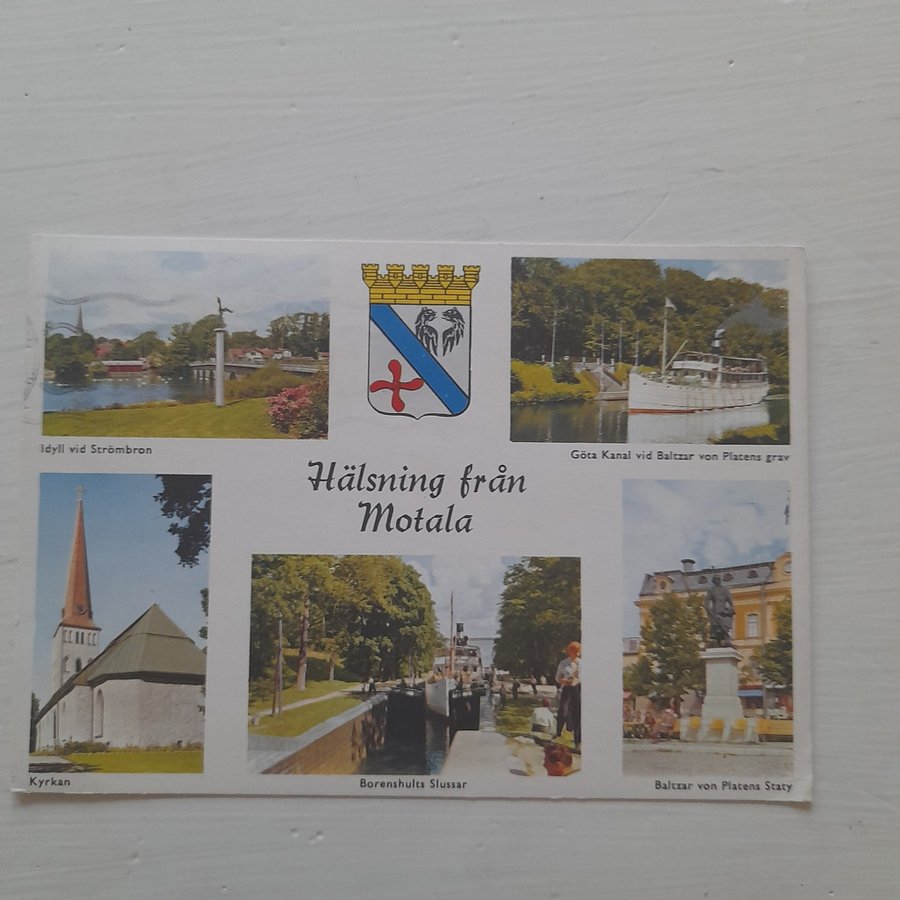 Idyll vid Strömbron
Göta Kanal vid Baltzar von Platens grav
Hälsning från
Motala
Kyrkan
Borenshults Slussar
Baltzar von Platens Staty